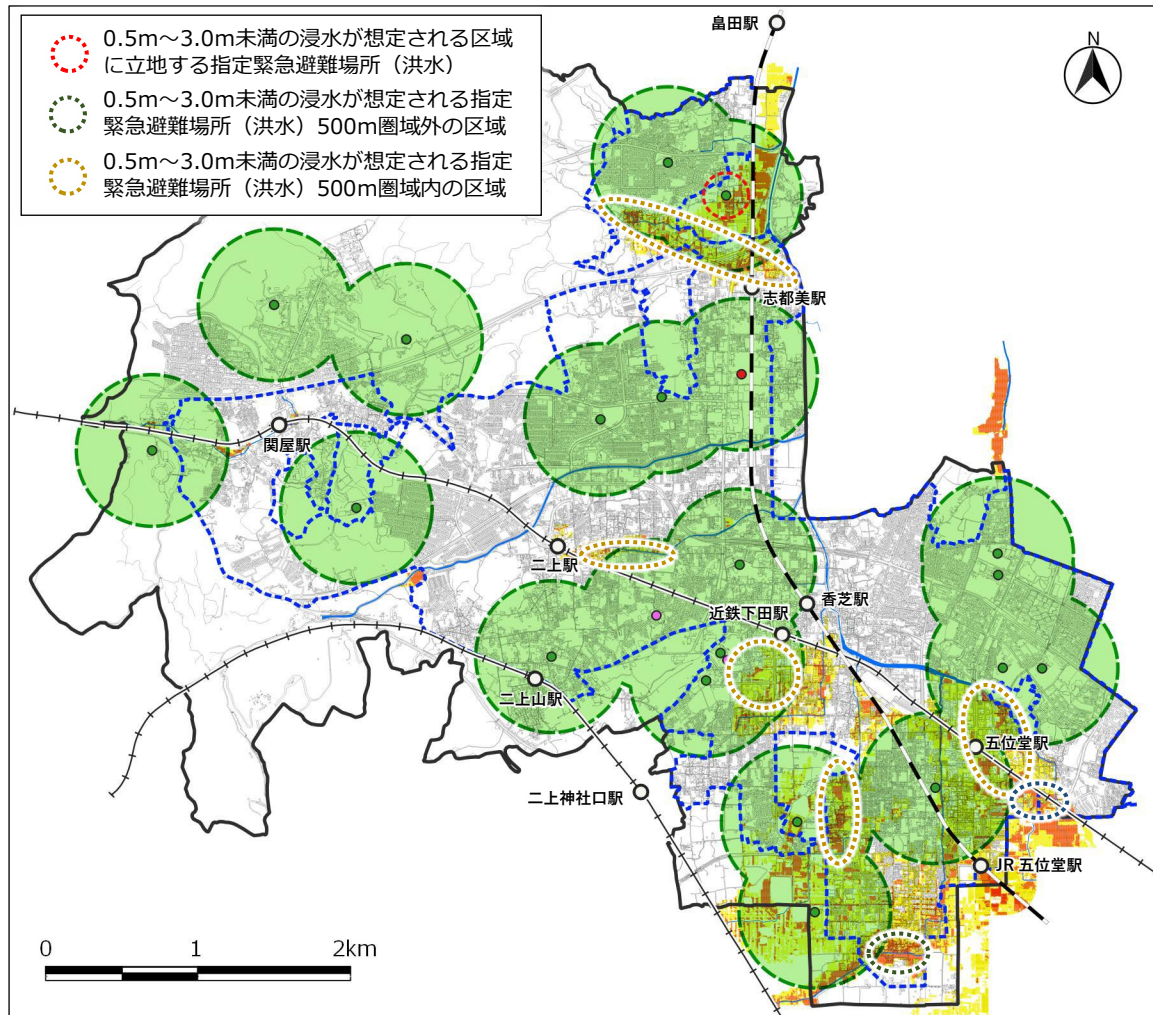 0.5m～3.0m未満の浸水が想定される区域
に立地する指定緊急避難場所（洪水）
0.5m～3.0m未満の浸水が想定される指定
緊急避難場所（洪水）500m圏域外の区域
0.5m～3.0m未満の浸水が想定される指定
緊急避難場所（洪水）500m圏域内の区域
畠田駅
N
志都美駅
関屋駅
二上駅
香芝駅
近鉄下田駅
二上山駅
五位堂駅
二上神社口駅
JR 五位堂駅
0 1 2km